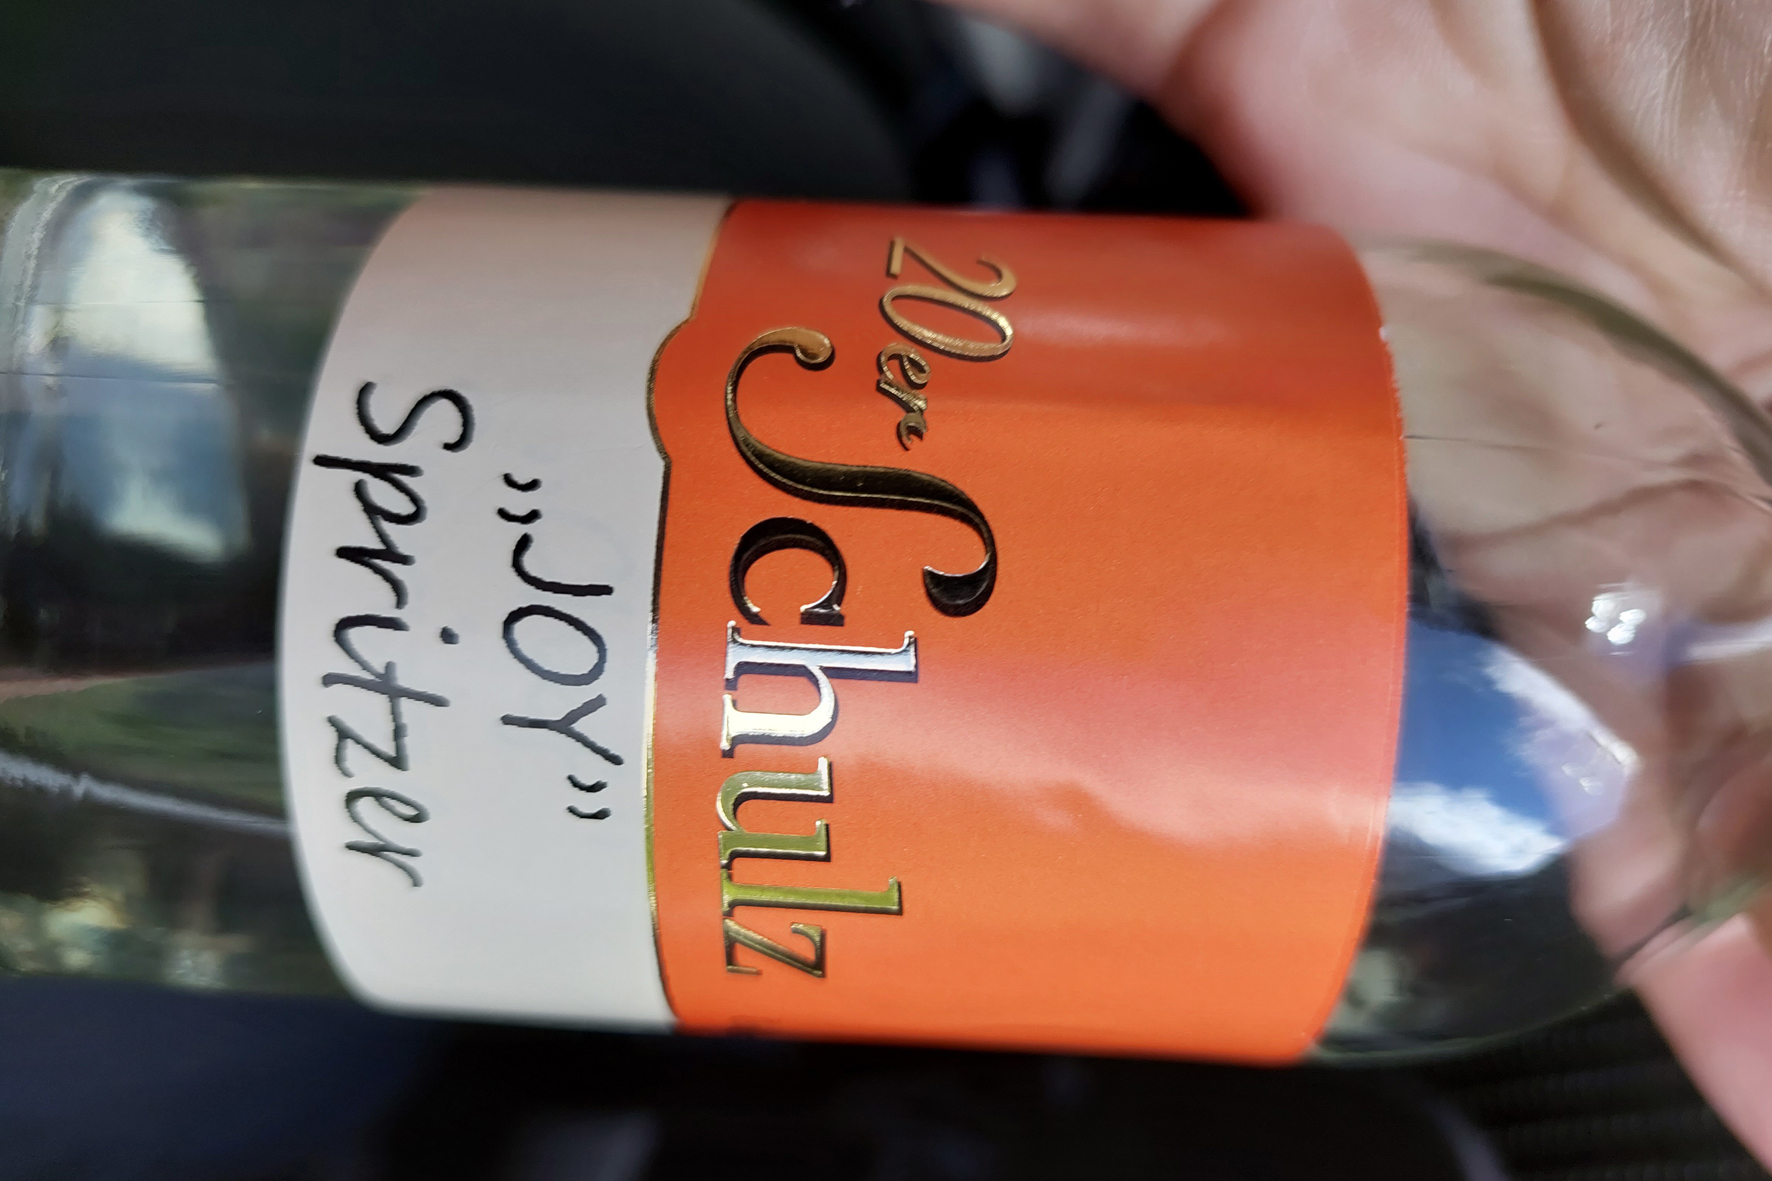 20er
Schulz
„JOY"
Spritzer